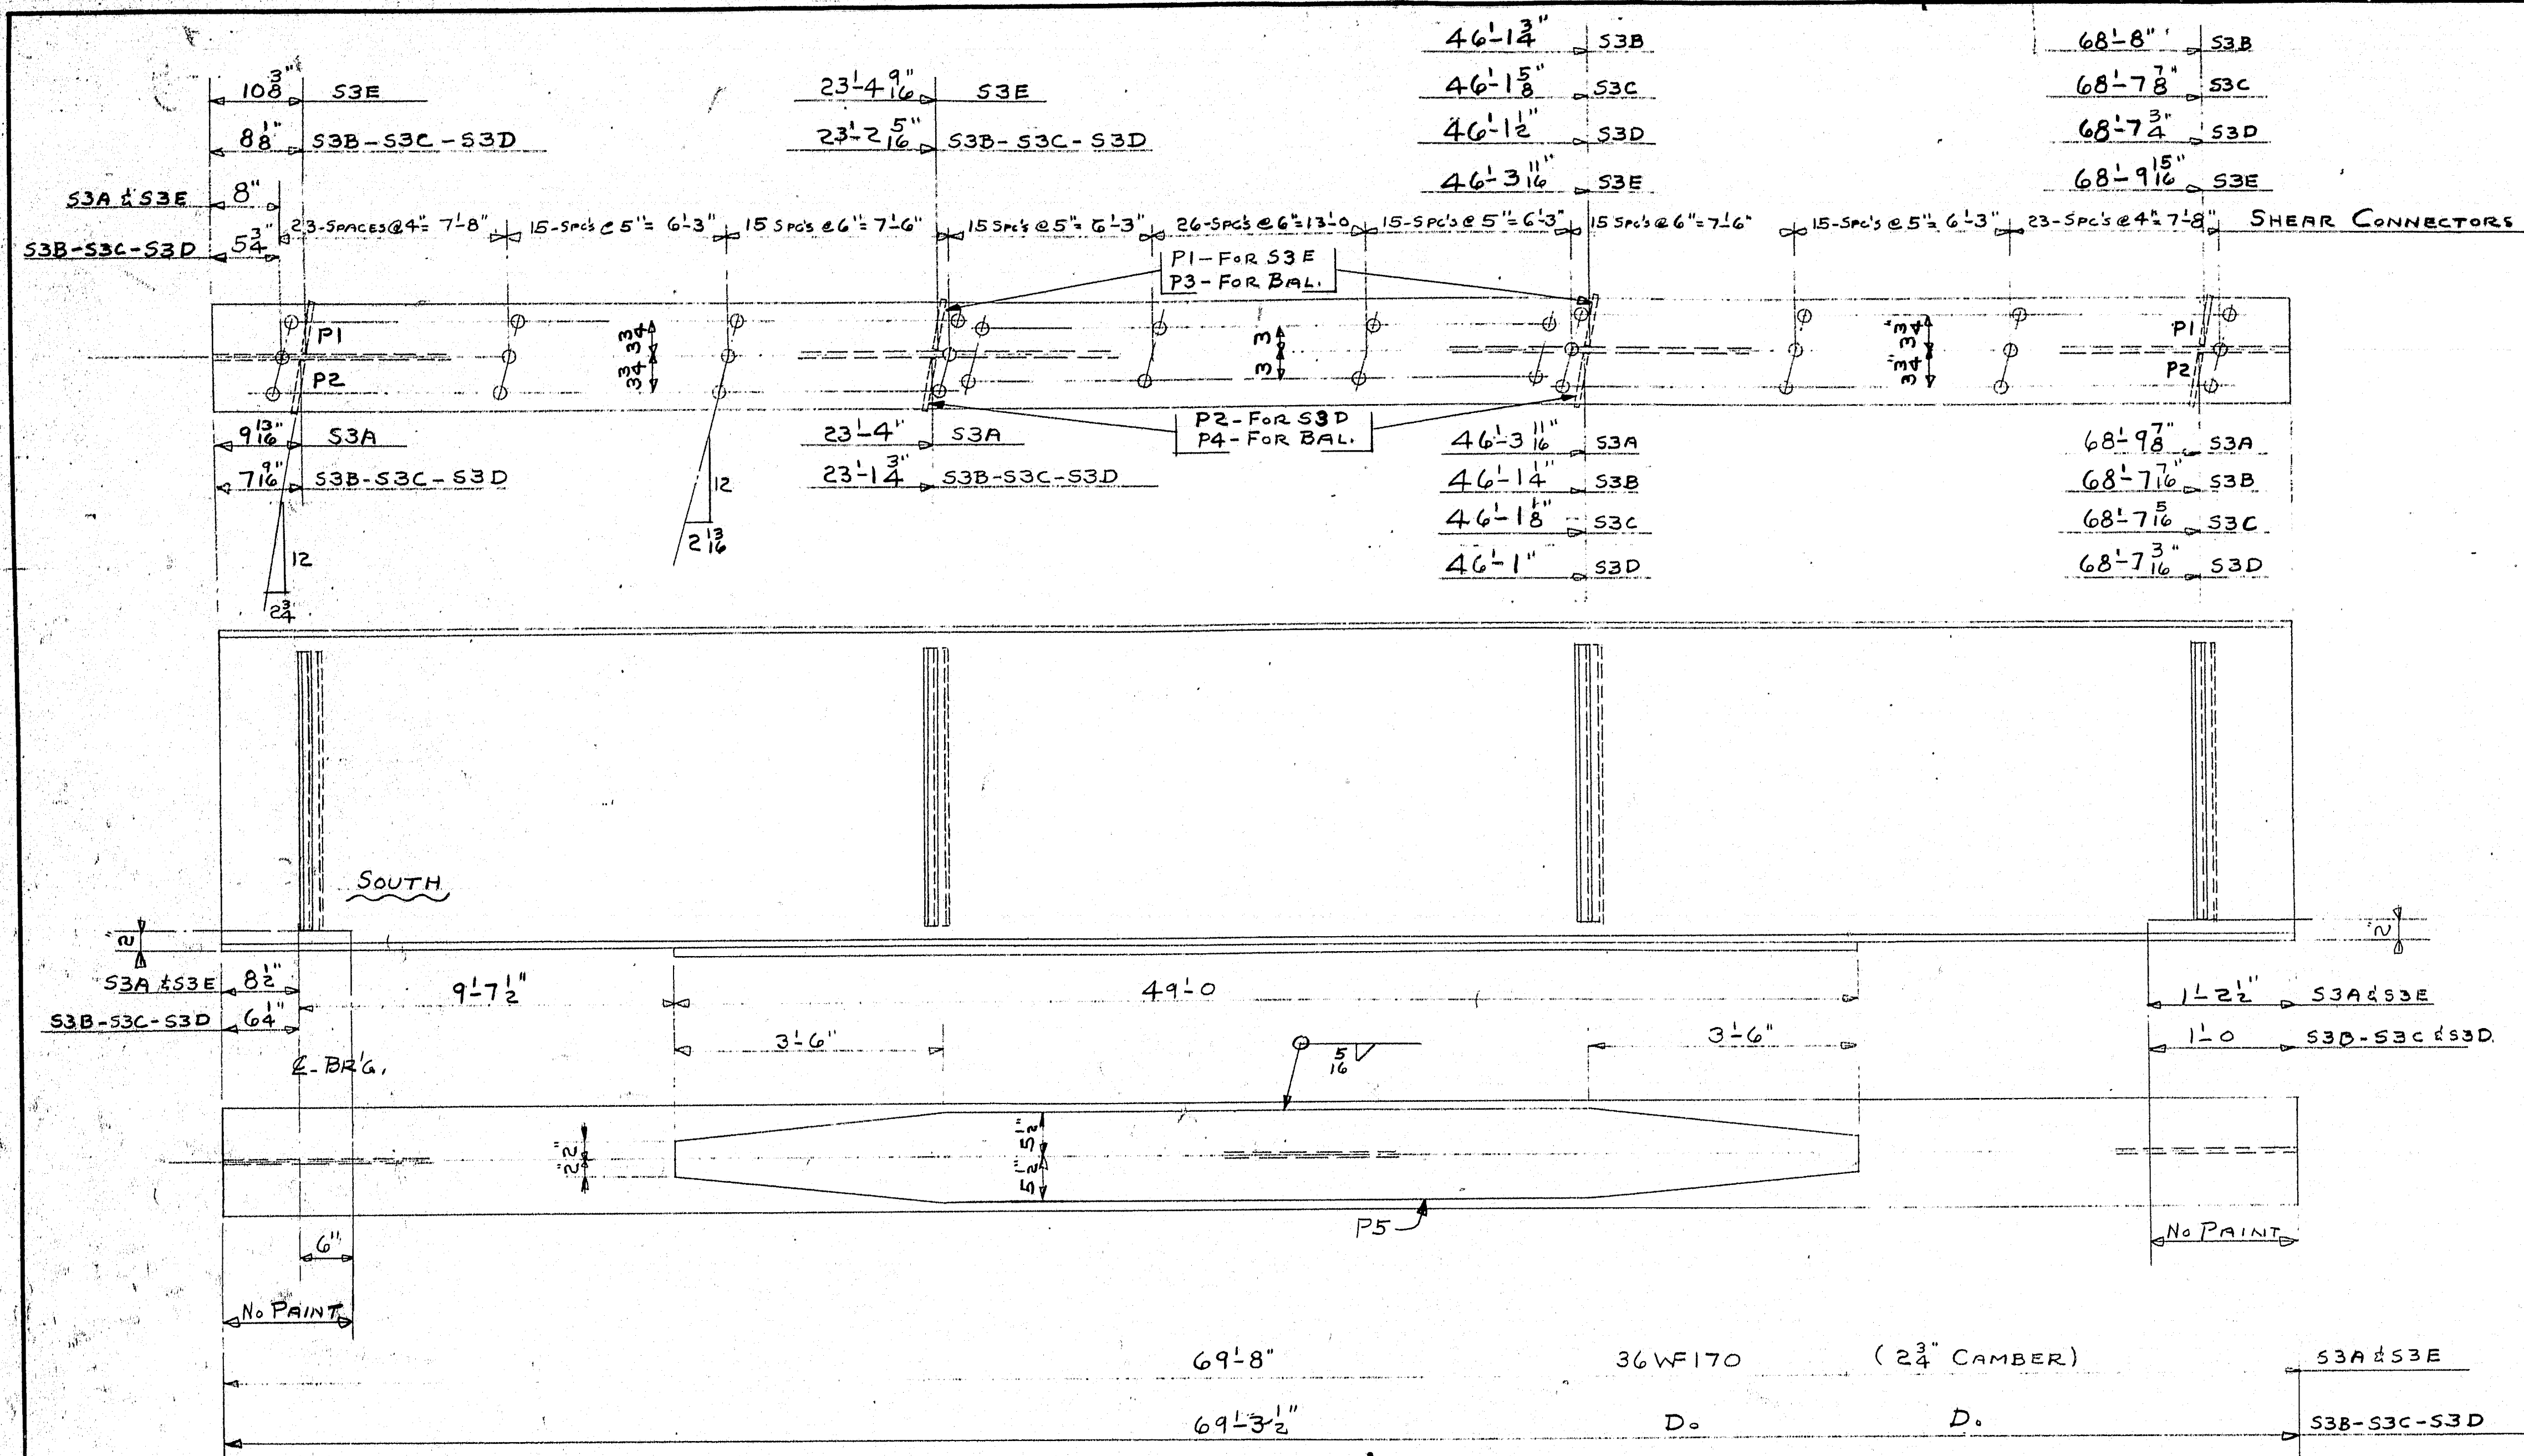 46'-1 3/4" S3B
68'-8" S3B
10 3/8" S3E
23'-4 9/16" S3E
46'-1 5/8" S3C
68'-7 7/8" S3C
8 1/8" S3B-S3C-S3D
23'-2 5/16" S3B-S3C-S3D
46'-1 1/2" S3D
68'-7 3/4" S3D
S3A & S3E 8"
46'-3 11/16" S3E
68'-9 15/16" S3E
S3B-S3C-S3D 5 3/4"
23-SPACES @ 4"= 7'-8" 15-SPC'S @ 5"= 6'-3" 15 SPC'S @ 6"= 7'-6" 15 SPC'S @ 5"= 6'-3" 26-SPC'S @ 6"=13'-0 15-SPC'S @ 5"= 6'-3" 15 SPC'S @ 6"= 7'-6" 15-SPC'S @ 5"= 6'-3" 23-SPC'S @ 4"= 7'-8" SHEAR CONNECTORS
P1-FOR S3E
P3-FOR BAL.
P1
P2
3 3/4
3 3/4
3
3
3 3/4"
3 3/4"
P1
P2
P2-FOR S3D
P4-FOR BAL.
9 13/16" S3A
23'-4" S3A
46'-3 11/16" S3A
68'-9 7/8" S3A
7 9/16" S3B-S3C-S3D
23'-1 3/4" S3B-S3C-S3D
46'-1 1/4" S3B
68'-7 7/16" S3B
46'-1 1/8" S3C
68'-7 5/16" S3C
46'-1" S3D
68'-7 3/16" S3D
12
2 3/4
12
2 13/16
SOUTH
2"
2"
S3A & S3E 8 1/2"
9'-7 1/2"
49'-0
1'-2 1/2" S3A & S3E
S3B-S3C-S3D 6 1/4"
3'-6"
5/16
3'-6"
1'-0 S3B-S3C & S3D.
℄-BR'G.
2"
2"
5 1/2"
5 1/2"
P5
6"
NO PAINT
NO PAINT
69'-8" 36WF170 (2 3/4" CAMBER) S3A & S3E
69'-3 1/2" Do Do S3B-S3C-S3D